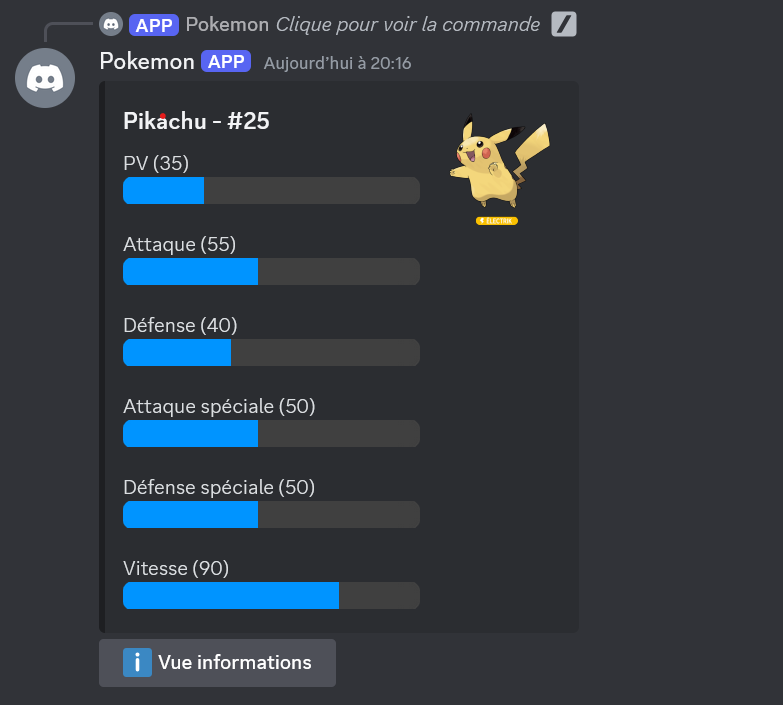 APP Pokemon Clique pour voir la commande
Pokemon APP Aujourd'hui à 20:16
Pikachu - #25
PV (35)
ÉLECTRIK
Attaque (55)
Défense (40)
Attaque spéciale (50)
Défense spéciale (50)
Vitesse (90)
Vue informations